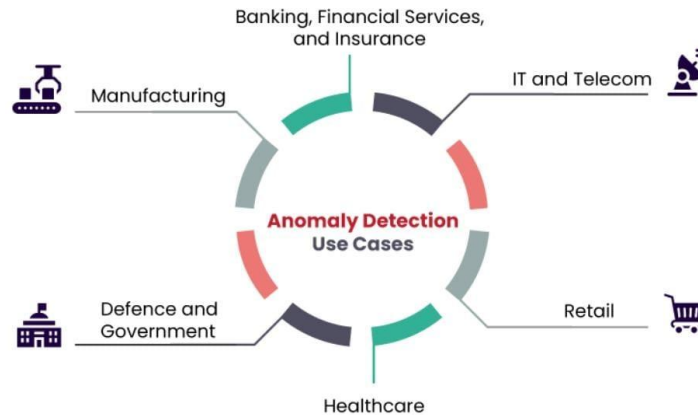 Banking, Financial Services,
and Insurance
IT and Telecom
Manufacturing
Anomaly Detection
Use Cases
Defence and
Government
Retail
Healthcare